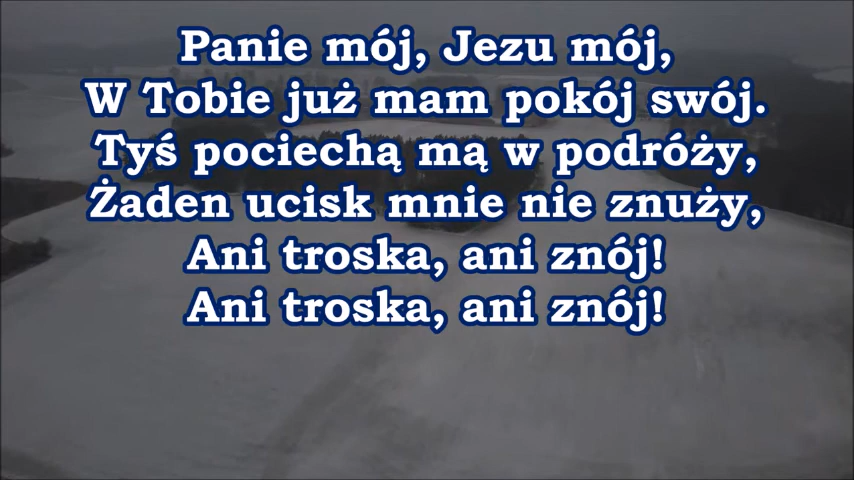 Panie mój, Jezu mój,
W Tobie już mam pokój swój.
Tyś pociechą mą w podróży,
Żaden ucisk mnie nie znuży,
Ani troska, ani znój!
Ani troska, ani znój!